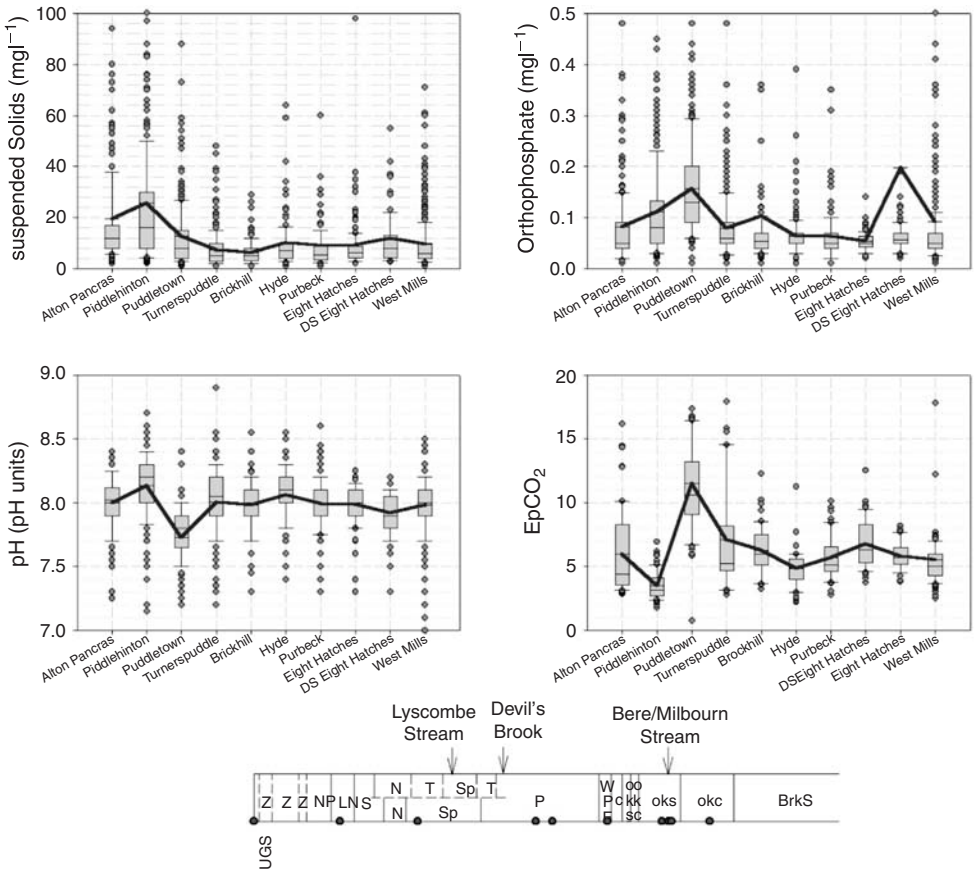 suspended Solids (mgl−1)
100
80
60
40
20
0
Alton Pancras
Piddlehinton
Puddletown
Turnerspuddle
Brickhill
Hyde
Purbeck
Eight Hatches
DS Eight Hatches
West Mills
Orthophosphate (mgl−1)
0.5
0.4
0.3
0.2
0.1
0.0
Alton Pancras
Piddlehinton
Puddletown
Turnerspuddle
Brickhill
Hyde
Purbeck
Eight Hatches
DS Eight Hatches
West Mills
pH (pH units)
9.0
8.5
8.0
7.5
7.0
Alton Pancras
Piddlehinton
Puddletown
Turnerspuddle
Brickhill
Hyde
Purbeck
Eight Hatches
DS Eight Hatches
West Mills
EpCO2
20
15
10
5
0
Alton Pancras
Piddlehinton
Puddletown
Turnerspuddle
Brockhill
Hyde
Purbeck
DSEight Hatches
Eight Hatches
West Mills
Lyscombe
Stream
Devil's
Brook
Bere/Milbourn
Stream
Z Z Z NP LN S N T Sp T P W oo BrkS
N Sp P c kk oks okc
E sc
UGS